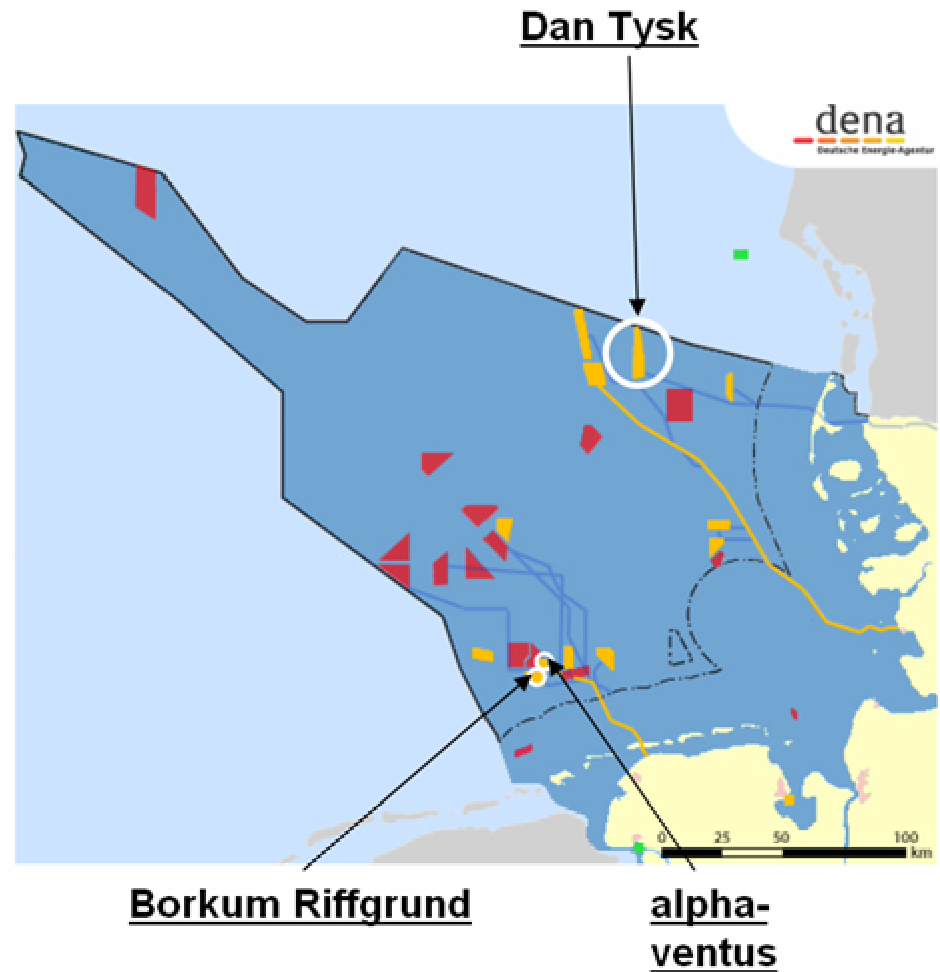 Dan Tysk
dena
Deutsche Energie-Agentur
0 25 50 100
km
Borkum Riffgrund
alpha-
ventus